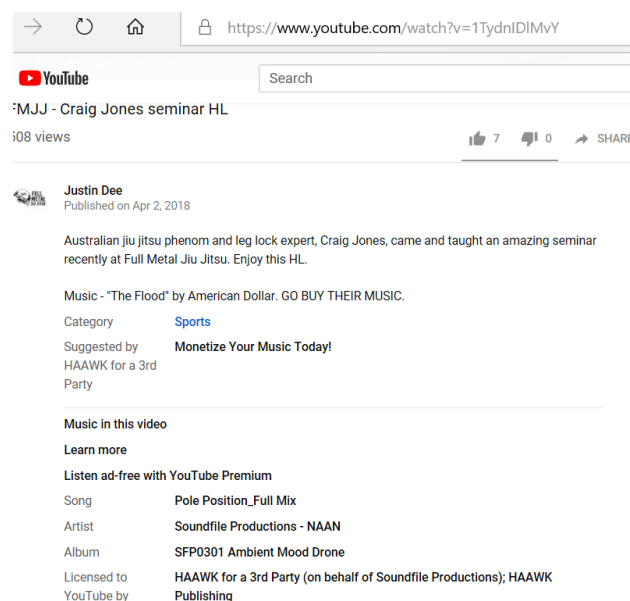 https://www.youtube.com/watch?v=1TydnIDlMvY
YouTube
Search
FMJJ - Craig Jones seminar HL
508 views
7
0
SHARE
Justin Dee
Published on Apr 2, 2018
Australian jiu jitsu phenom and leg lock expert, Craig Jones, came and taught an amazing seminar
recently at Full Metal Jiu Jitsu. Enjoy this HL.
Music - "The Flood" by American Dollar. GO BUY THEIR MUSIC.
Category Sports
Suggested by Monetize Your Music Today!
HAAWK for a 3rd
Party
Music in this video
Learn more
Listen ad-free with YouTube Premium
Song Pole Position_Full Mix
Artist Soundfile Productions - NAAN
Album SFP0301 Ambient Mood Drone
Licensed to HAAWK for a 3rd Party (on behalf of Soundfile Productions); HAAWK
YouTube by Publishing